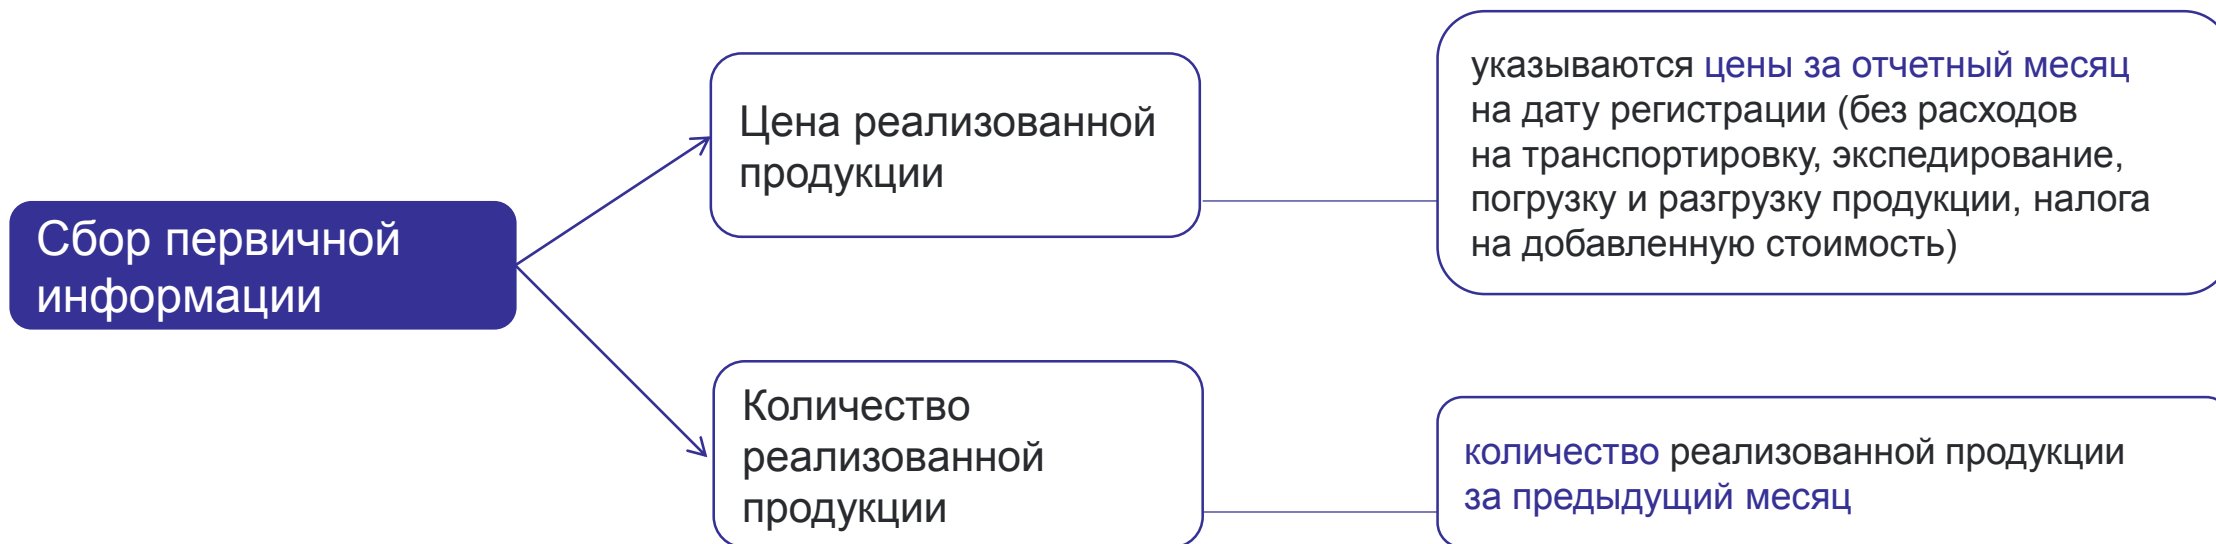 Сбор первичной
информации
Цена реализованной
продукции
указываются цены за отчетный месяц
на дату регистрации (без расходов
на транспортировку, экспедирование,
погрузку и разгрузку продукции, налога
на добавленную стоимость)
Количество
реализованной
продукции
количество реализованной продукции
за предыдущий месяц